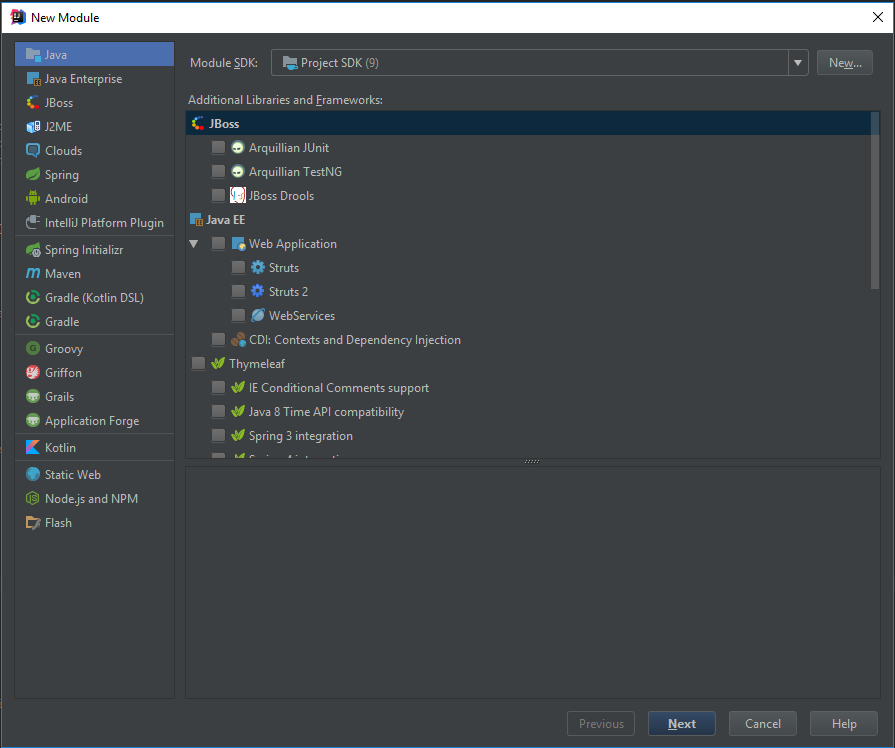 New Module
Java
Java Enterprise
JBoss
J2ME
Clouds
Spring
Android
IntelliJ Platform Plugin
Spring Initializr
Maven
Gradle (Kotlin DSL)
Gradle
Groovy
Griffon
Grails
Application Forge
Kotlin
Static Web
Node.js and NPM
Flash
Module SDK: Project SDK (9) New...
Additional Libraries and Frameworks:
JBoss
Arquillian JUnit
Arquillian TestNG
JBoss Drools
Java EE
Web Application
Struts
Struts 2
WebServices
CDI: Contexts and Dependency Injection
Thymeleaf
IE Conditional Comments support
Java 8 Time API compatibility
Spring 3 integration
Previous Next Cancel Help